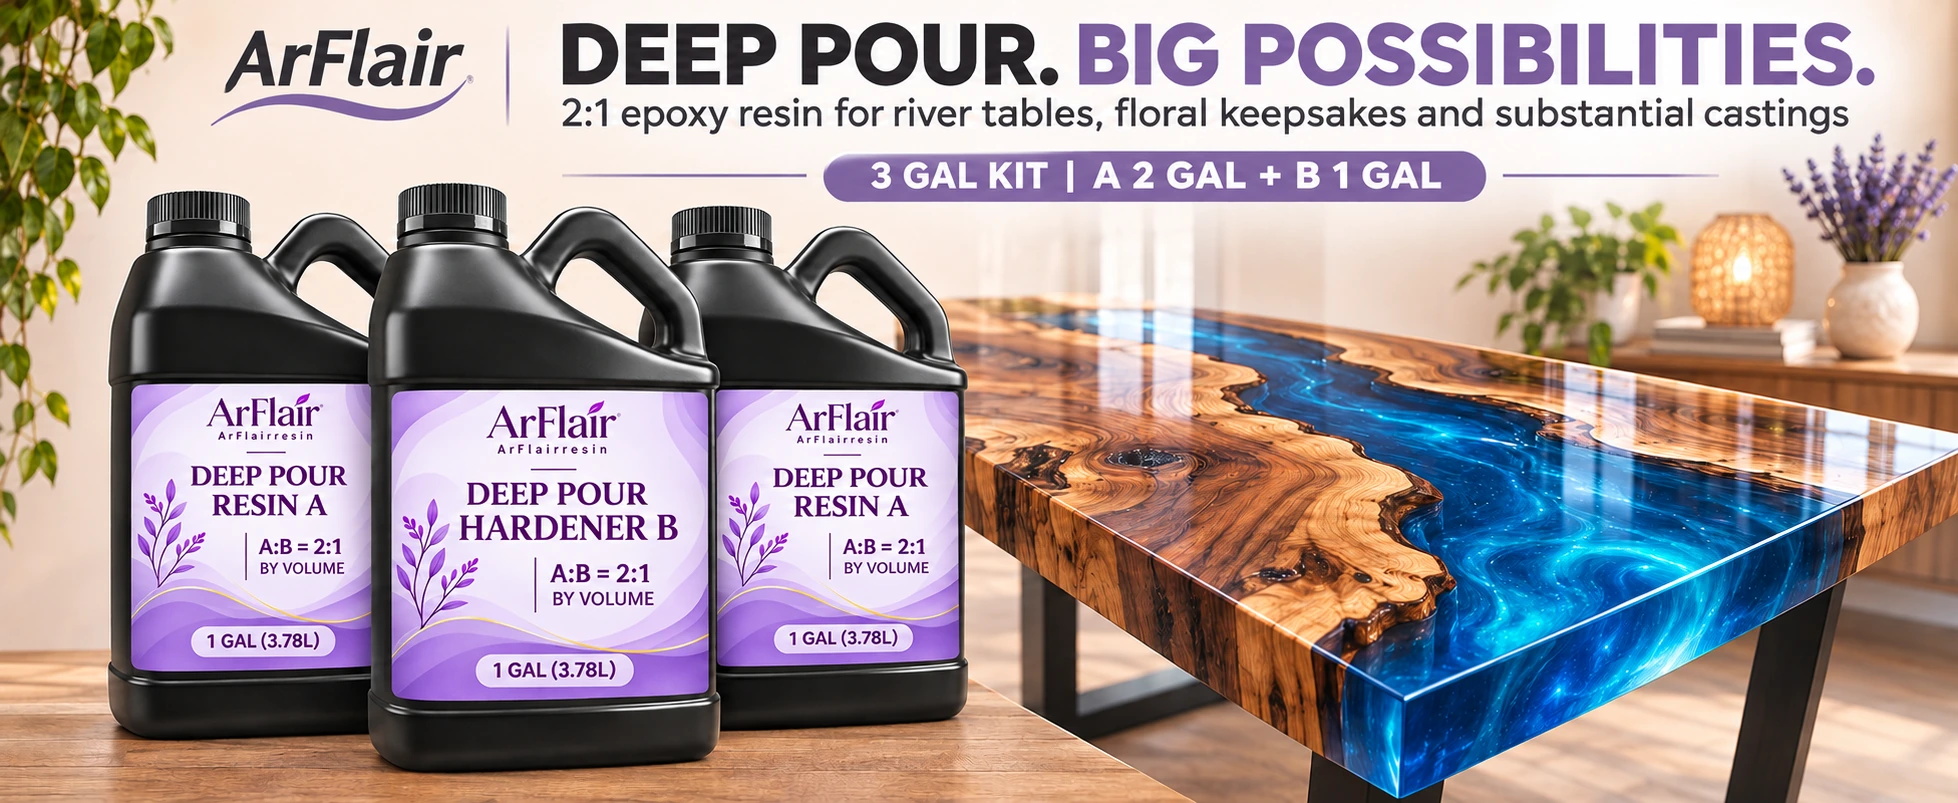 ArFlair®
DEEP POUR. BIG POSSIBILITIES.
2:1 epoxy resin for river tables, floral keepsakes and substantial castings
3 GAL KIT | A 2 GAL + B 1 GAL
ArFlair®
ArFlairresin
DEEP POUR
RESIN A
A:B = 2:1
BY VOLUME
1 GAL (3.78L)
ArFlair®
ArFlairresin
DEEP POUR
HARDENER B
A:B = 2:1
BY VOLUME
1 GAL (3.78L)
ArFlair®
ArFlairresin
DEEP POUR
RESIN A
A:B = 2:1
BY VOLUME
1 GAL (3.78L)